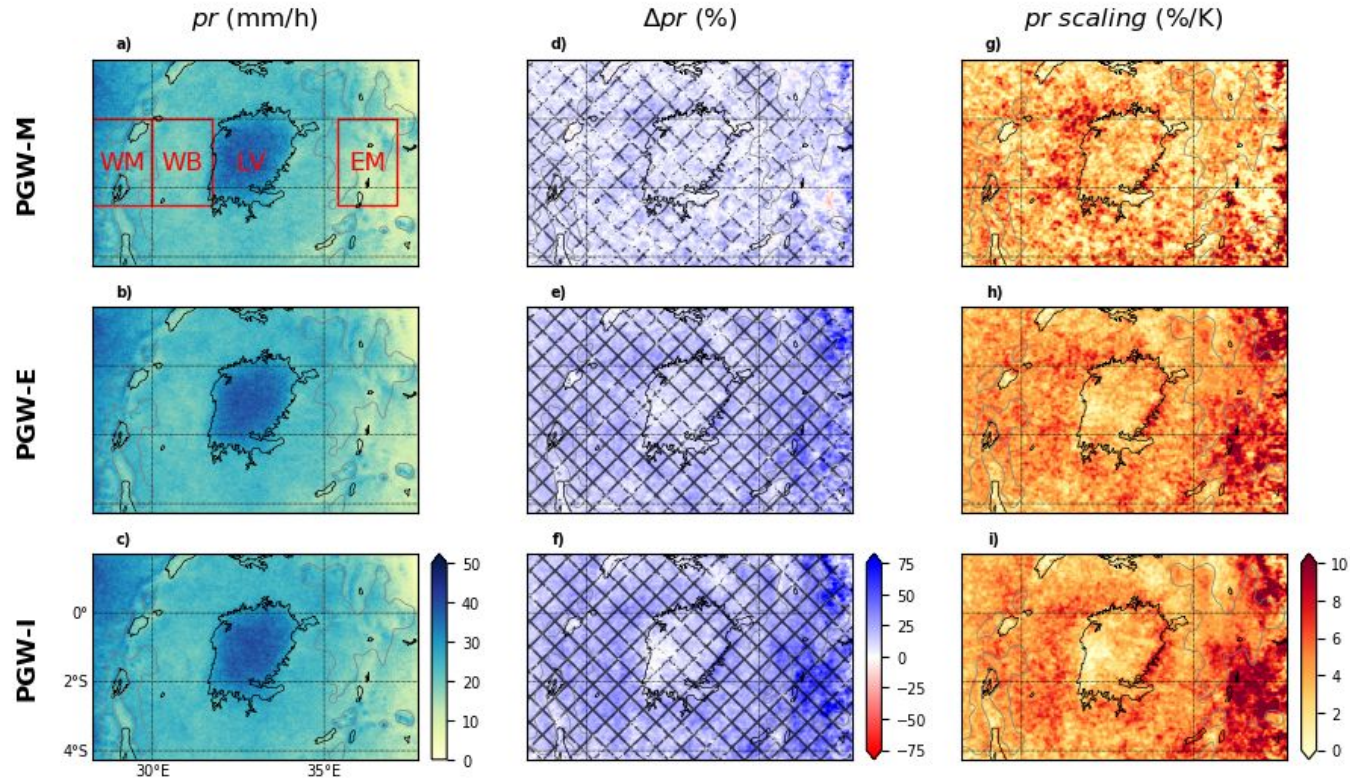 pr (mm/h)
Δpr (%)
pr scaling (%/K)
a)
d)
g)
PGW-M
WM
WB
LV
EM
b)
e)
h)
PGW-E
c)
f)
i)
PGW-I
0°
2°S
4°S
30°E
35°E
50
40
30
20
10
0
75
50
25
0
−25
−50
−75
10
8
6
4
2
0